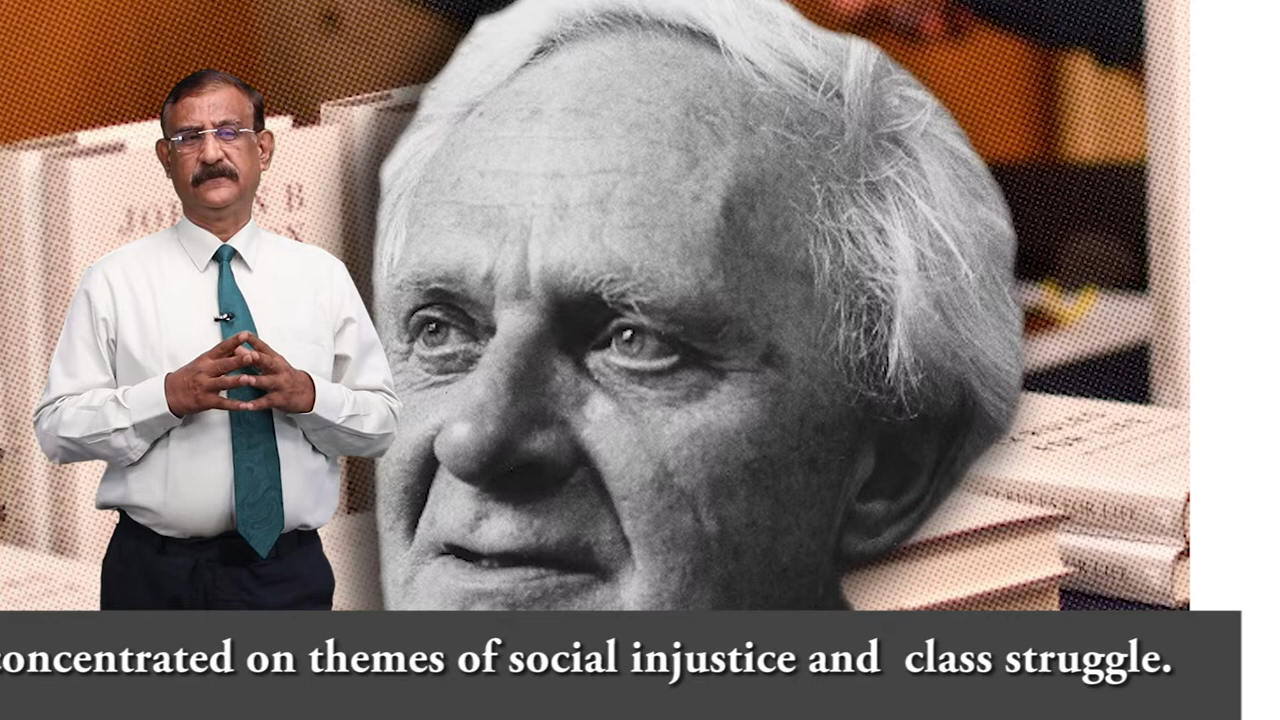 concentrated on themes of social injustice and class struggle.